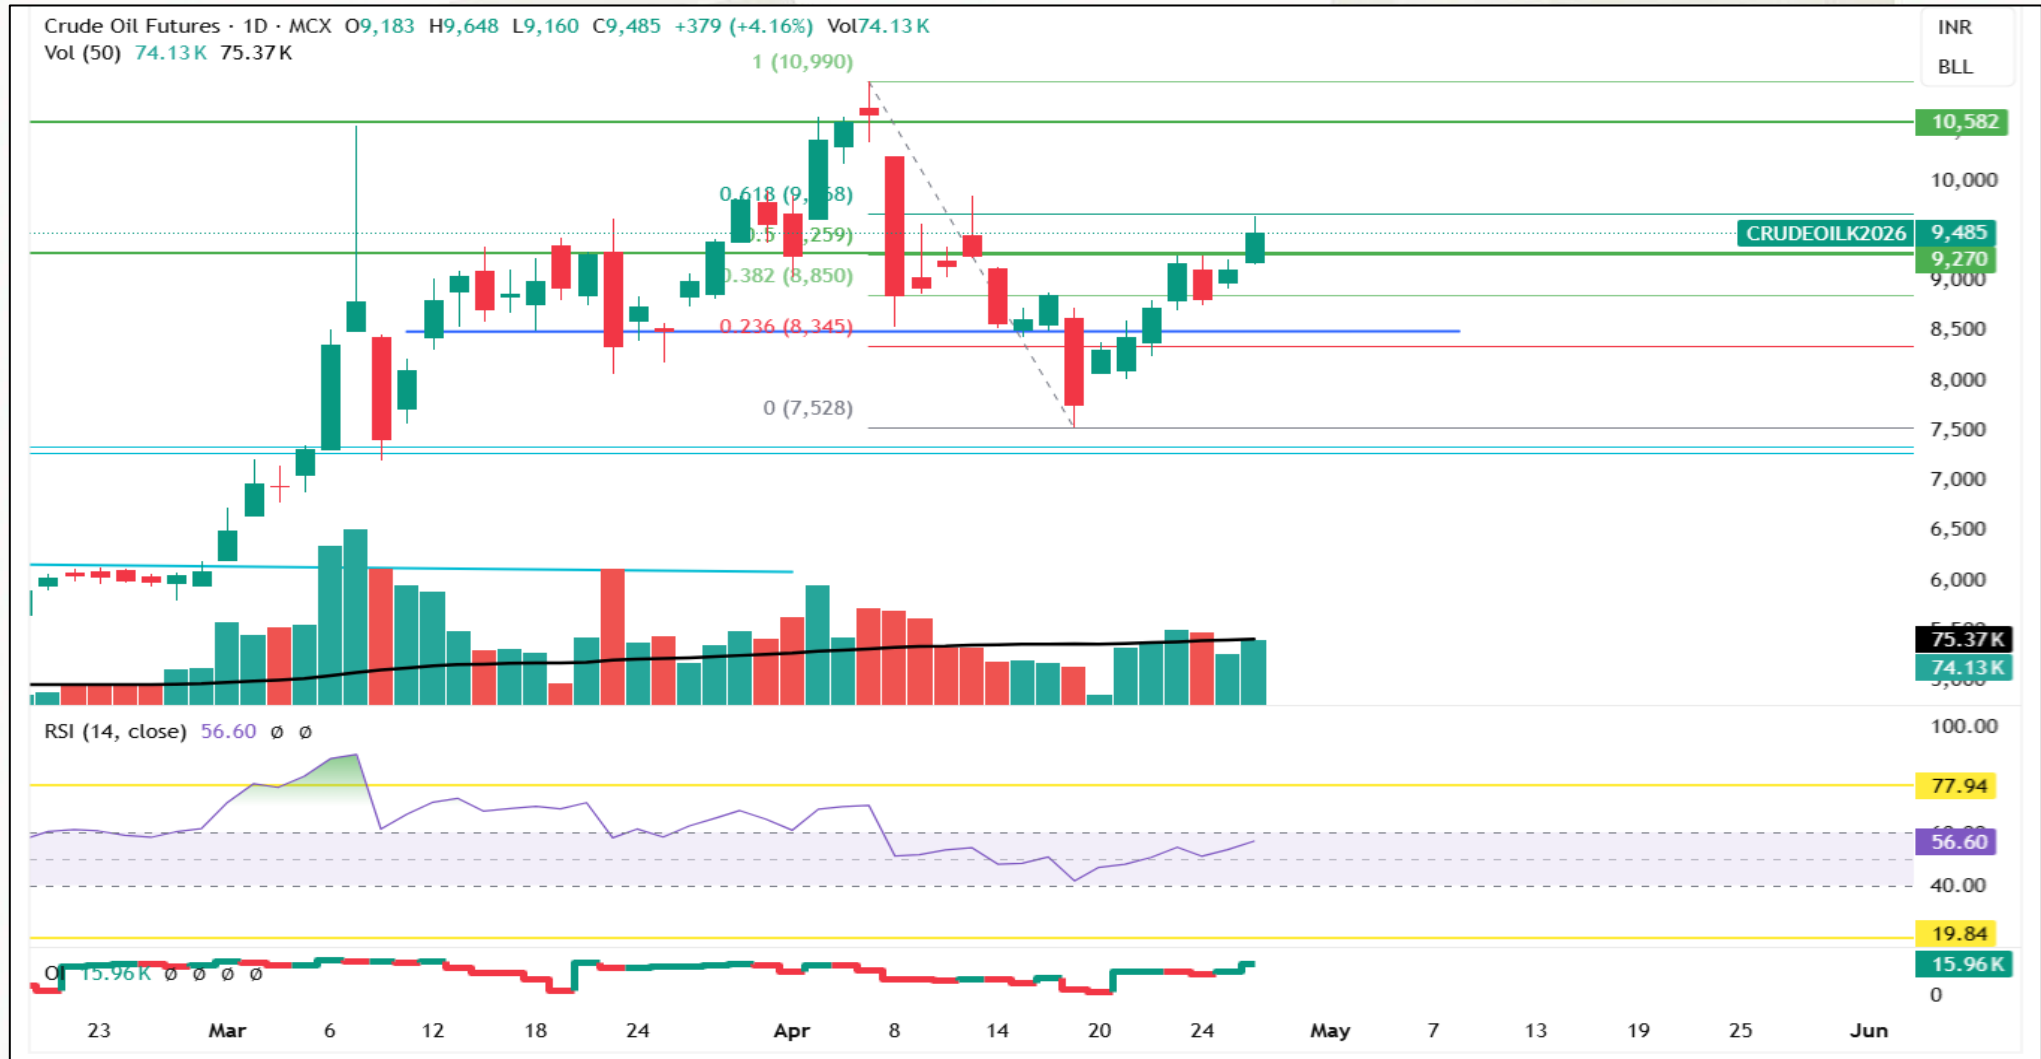 Crude Oil Futures · 1D · MCX O9,183 H9,648 L9,160 C9,485 +379 (+4.16%) Vol74.13 K
Vol (50) 74.13 K 75.37 K
INR
BLL
1 (10,990)
10,582
10,000
0.618
CRUDEOILK2026 9,485
9,270
9,000
0.382 (8,850)
0.236 (8,345)
8,500
8,000
0 (7,528)
7,500
7,000
6,500
6,000
75.37 K
74.13 K
RSI (14, close) 56.60 ø ø
100.00
77.94
56.60
40.00
19.84
OI 15.96 K ø ø ø ø
15.96 K
0
23 Mar 6 12 18 24 Apr 8 14 20 24 May 7 13 19 25 Jun